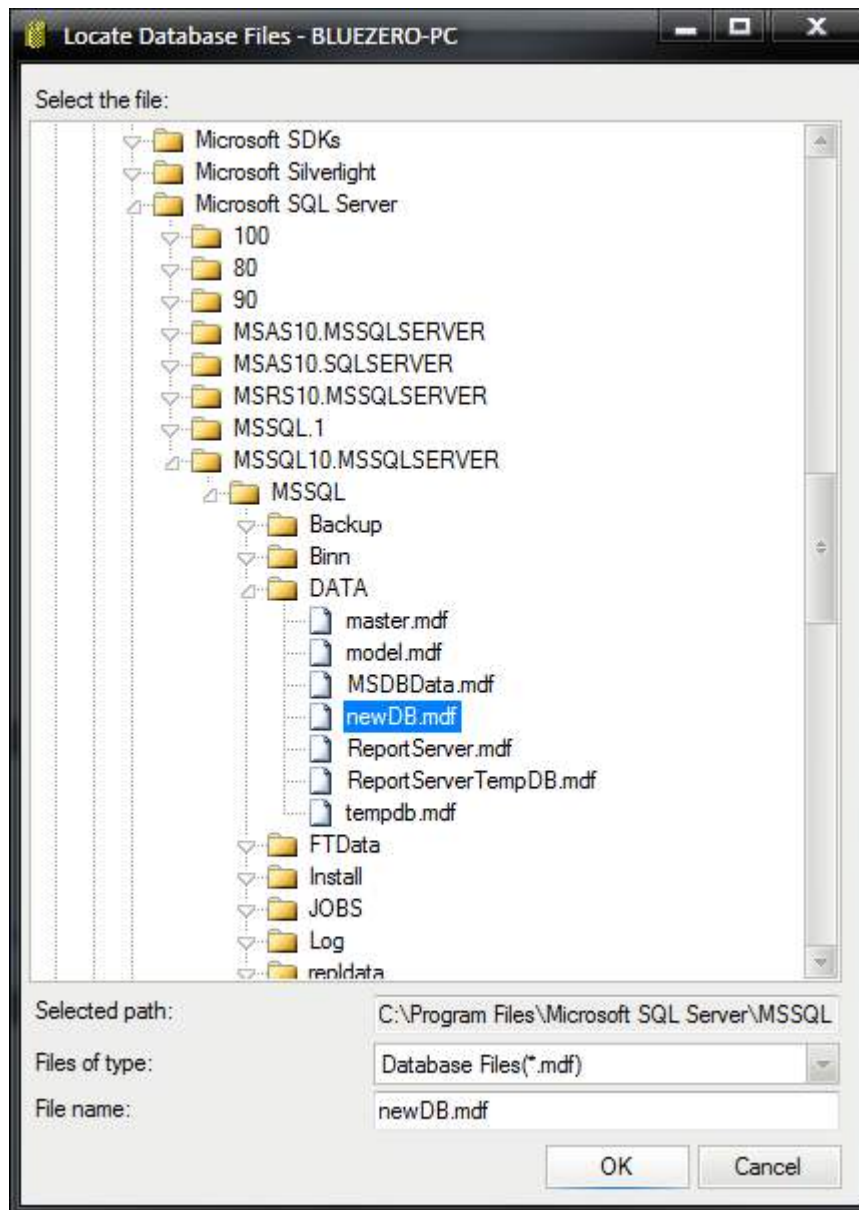 Locate Database Files - BLUEZERO-PC
Select the file:
Microsoft SDKs
Microsoft Silverlight
Microsoft SQL Server
100
80
90
MSAS10.MSSQLSERVER
MSAS10.SQLSERVER
MSRS10.MSSQLSERVER
MSSQL.1
MSSQL10.MSSQLSERVER
MSSQL
Backup
Binn
DATA
master.mdf
model.mdf
MSDBData.mdf
newDB.mdf
ReportServer.mdf
ReportServerTempDB.mdf
tempdb.mdf
FTData
Install
JOBS
Log
repldata
Selected path: C:\Program Files\Microsoft SQL Server\MSSQL
Files of type: Database Files(*.mdf)
File name: newDB.mdf
OK Cancel